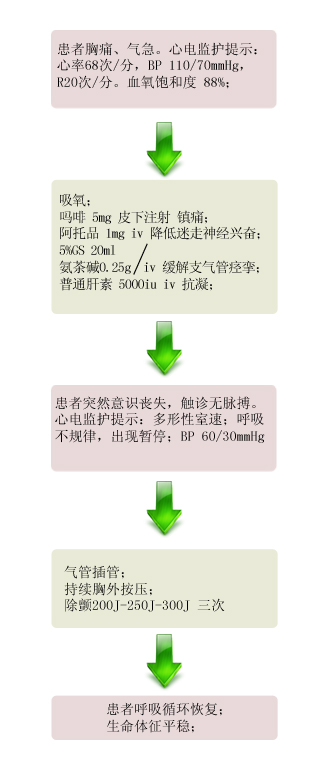 患者胸痛、气急。心电监护提示:
心率68次/分，BP 110/70mmHg,
R20次/分。血氧饱和度 88%;
吸氧;
吗啡 5mg 皮下注射 镇痛;
阿托品 1mg iv 降低迷走神经兴奋;
5%GS 20ml
氨茶碱0.25g/iv 缓解支气管痉挛;
普通肝素 5000iu iv 抗凝;
患者突然意识丧失，触诊无脉搏。
心电监护提示: 多形性室速; 呼吸
不规律，出现暂停; BP 60/30mmHg
气管插管;
持续胸外按压;
除颤200J-250J-300J 三次
患者呼吸循环恢复;
生命体征平稳;